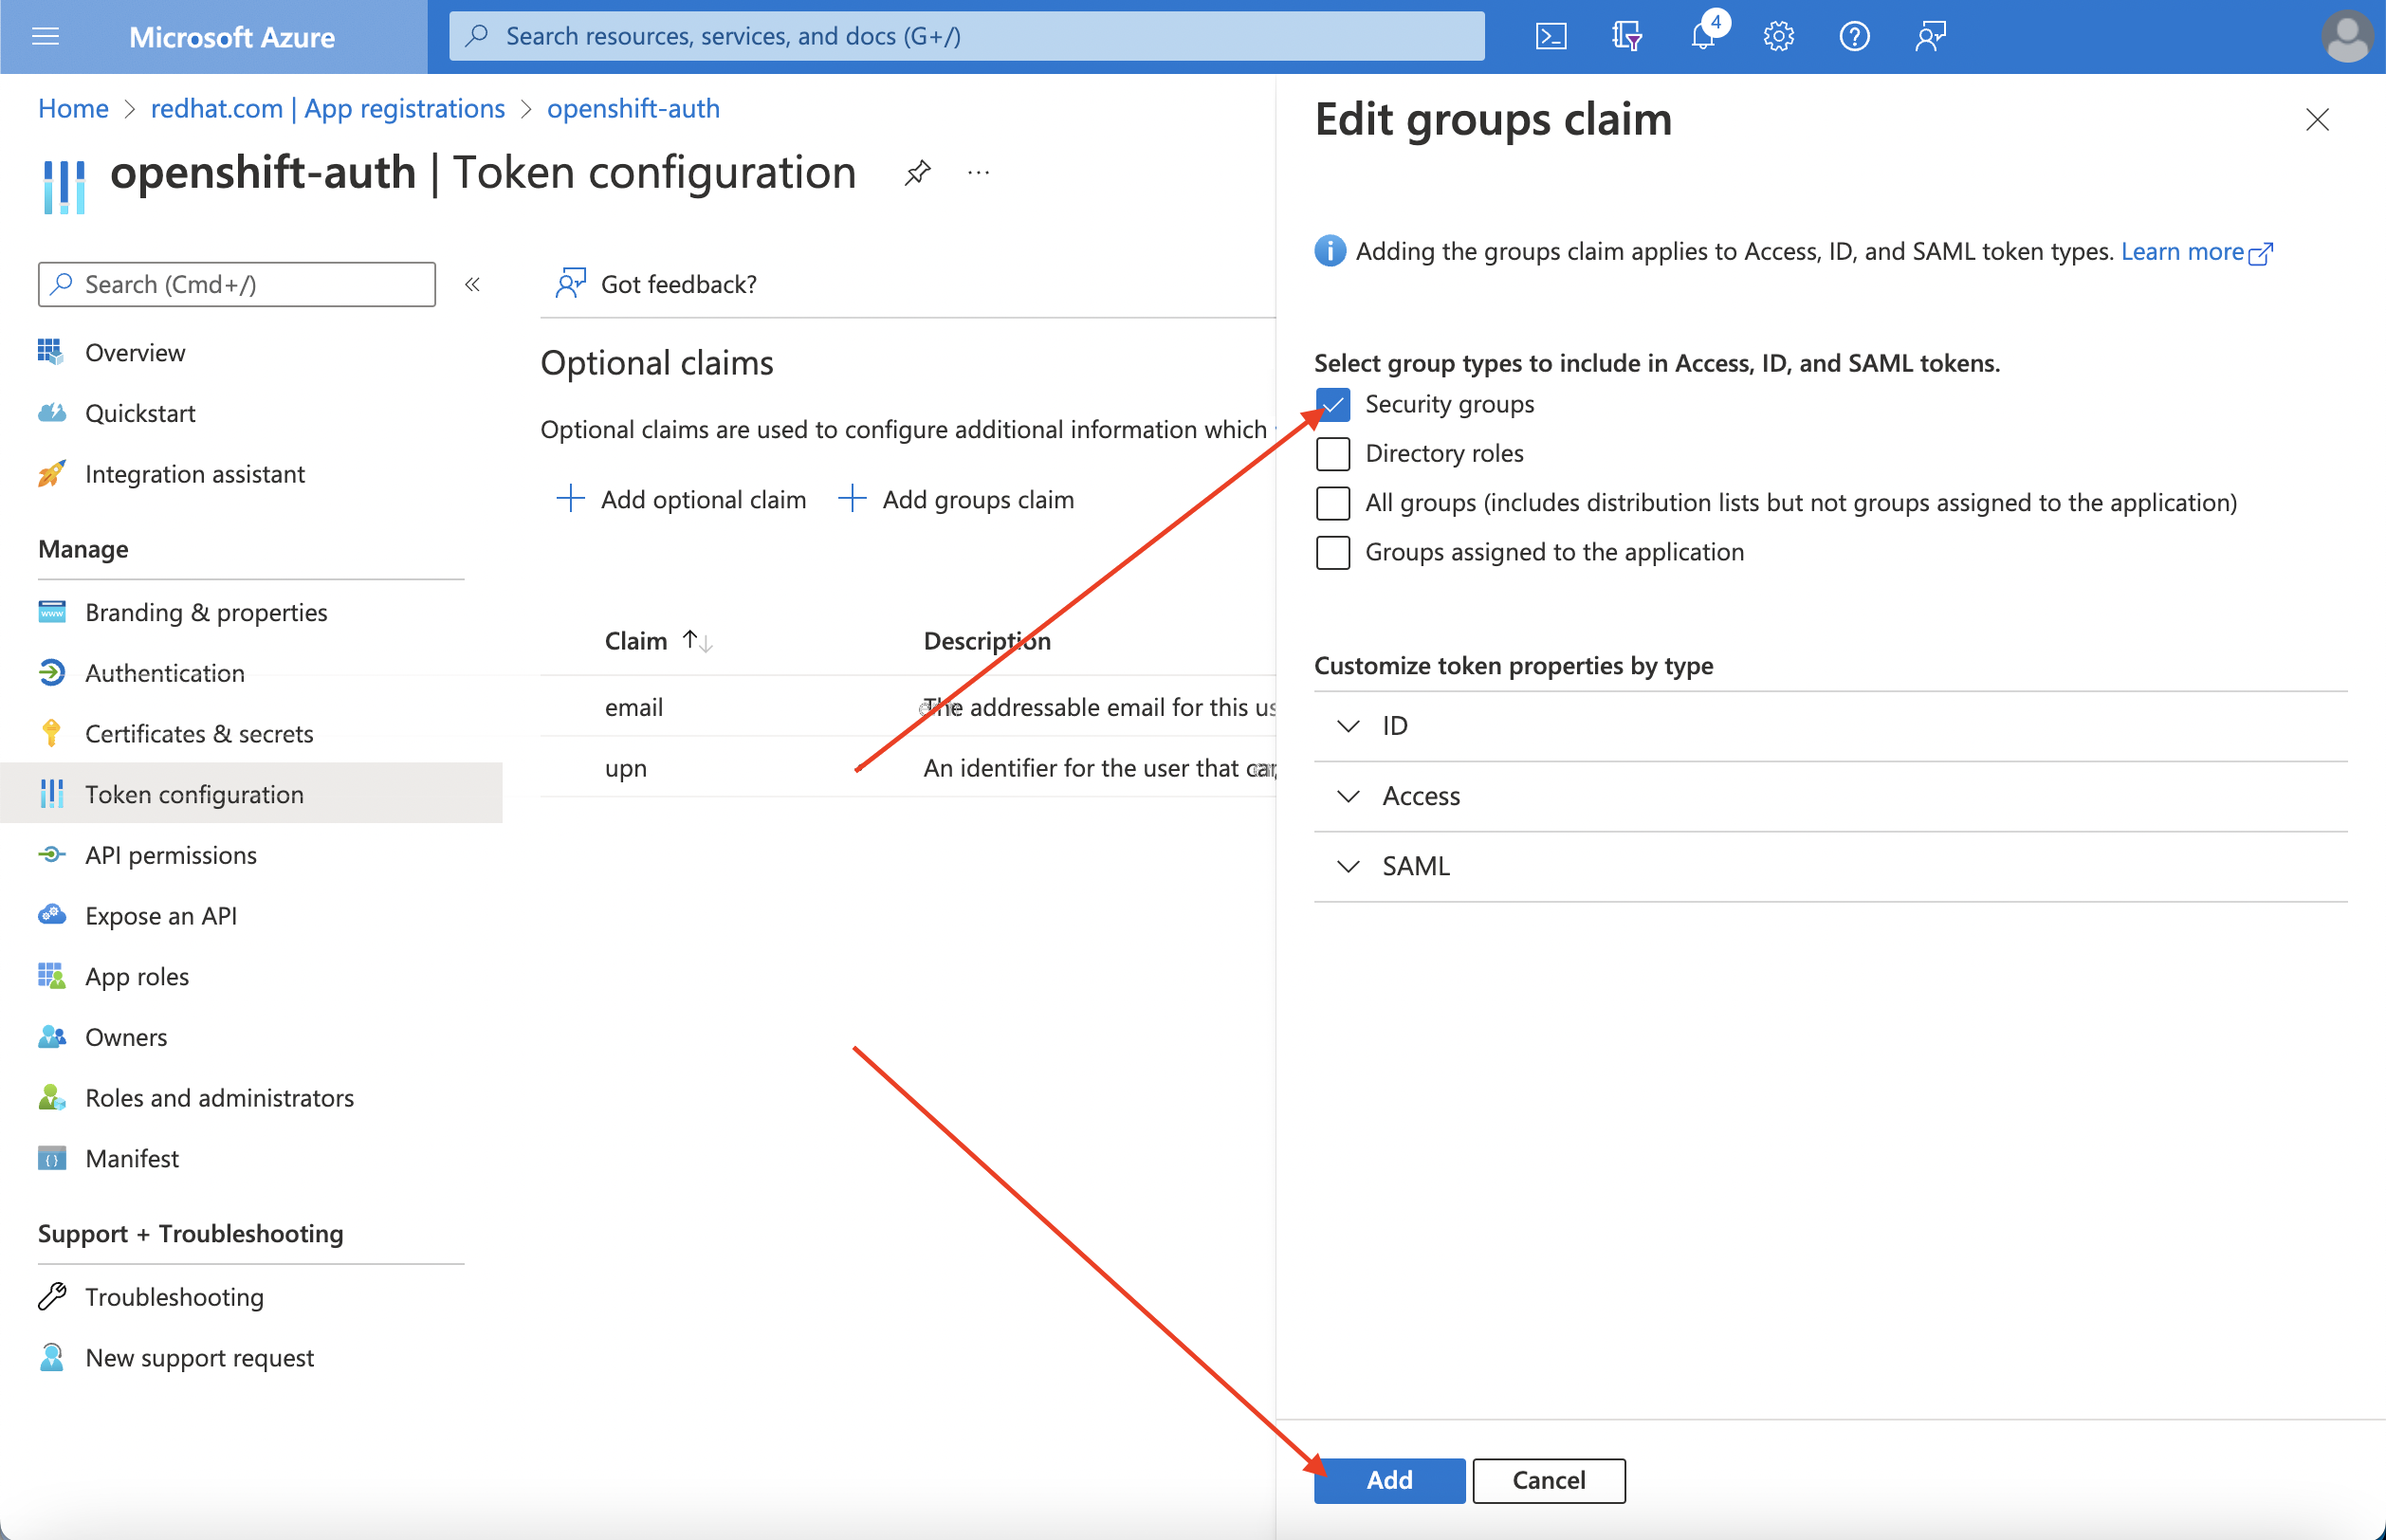 Microsoft Azure
Search resources, services, and docs (G+/)
4
Home > redhat.com | App registrations > openshift-auth
openshift-auth | Token configuration
...
Search (Cmd+/)
«
Overview
Quickstart
Integration assistant
Manage
Branding & properties
Authentication
Certificates & secrets
Token configuration
API permissions
Expose an API
App roles
Owners
Roles and administrators
Manifest
Support + Troubleshooting
Troubleshooting
New support request
Got feedback?
Optional claims
Optional claims are used to configure additional information which
+ Add optional claim + Add groups claim
Claim ↑↓ Description
email The addressable email for this us
upn An identifier for the user that can
Edit groups claim
Adding the groups claim applies to Access, ID, and SAML token types. Learn more
Select group types to include in Access, ID, and SAML tokens.
Security groups
Directory roles
All groups (includes distribution lists but not groups assigned to the application)
Groups assigned to the application
Customize token properties by type
ID
Access
SAML
Add Cancel